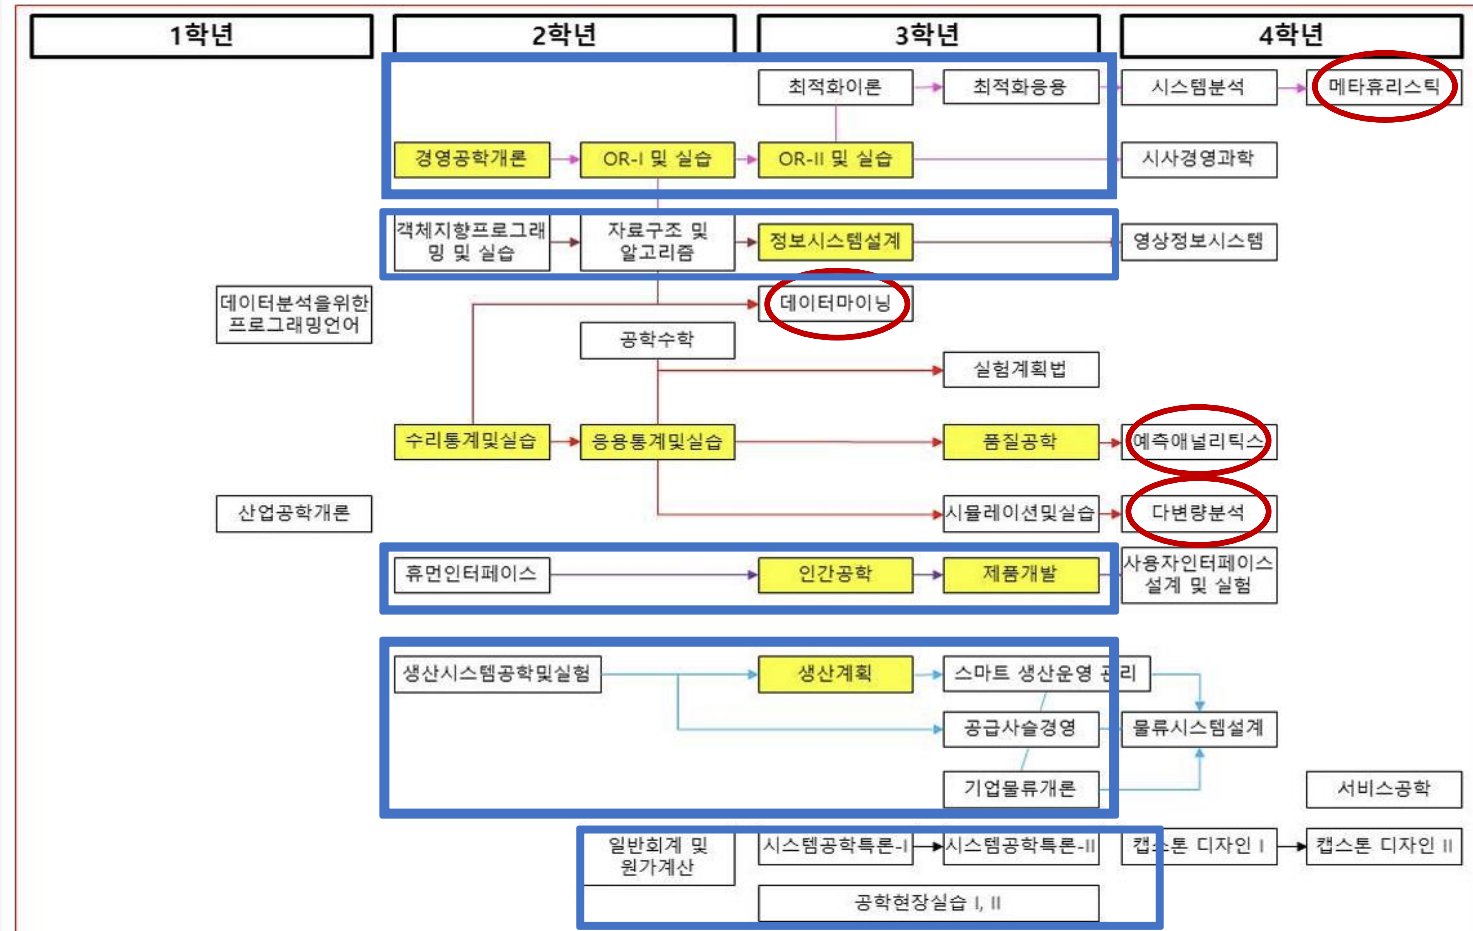 1학년
2학년
3학년
4학년
최적화이론
최적화응용
시스템분석
메타휴리스틱
경영공학개론
OR-I 및 실습
OR-II 및 실습
시사경영과학
객체지향프로그래
밍 및 실습
자료구조 및
알고리즘
정보시스템설계
영상정보시스템
데이터분석을위한
프로그래밍언어
데이터마이닝
공학수학
실험계획법
수리통계및실습
응용통계및실습
품질공학
예측애널리틱스
산업공학개론
시뮬레이션및실습
다변량분석
휴먼인터페이스
인간공학
제품개발
사용자인터페이스
설계 및 실험
생산시스템공학및실험
생산계획
스마트 생산운영 관리
공급사슬경영
물류시스템설계
기업물류개론
서비스공학
일반회계 및
원가계산
시스템공학특론-I
시스템공학특론-II
캡스톤 디자인 I
캡스톤 디자인 II
공학현장실습 I, II